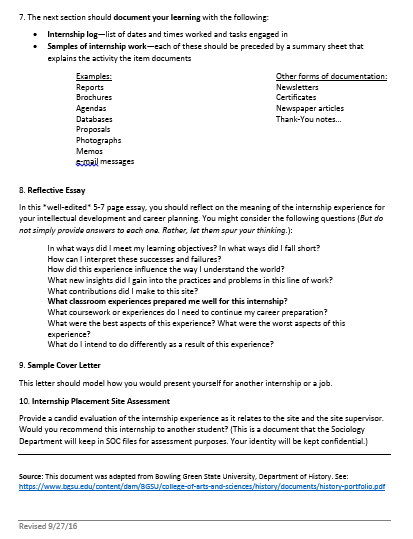 7. The next section should document your learning with the following:
• Internship log—list of dates and times worked and tasks engaged in
• Samples of internship work—each of these should be preceded by a summary sheet that
explains the activity the item documents
Examples: Other forms of documentation:
Reports Newsletters
Brochures Certificates
Agendas Newspaper articles
Databases Thank-You notes...
Proposals
Photographs
Memos
e-mail messages
8. Reflective Essay
In this *well-edited* 5-7 page essay, you should reflect on the meaning of the internship experience for
your intellectual development and career planning. You might consider the following questions (But do
not simply provide answers to each one. Rather, let them spur your thinking.):
In what ways did I meet my learning objectives? In what ways did I fall short?
How can I interpret these successes and failures?
How did this experience influence the way I understand the world?
What new insights did I gain into the practices and problems in this line of work?
What contributions did I make to this site?
What classroom experiences prepared me well for this internship?
What coursework or experiences do I need to continue my career preparation?
What were the best aspects of this experience? What were the worst aspects of this
experience?
What do I intend to do differently as a result of this experience?
9. Sample Cover Letter
This letter should model how you would present yourself for another internship or a job.
10. Internship Placement Site Assessment
Provide a candid evaluation of the internship experience as it relates to the site and the site supervisor.
Would you recommend this internship to another student? (This is a document that the Sociology
Department will keep in SOC files for assessment purposes. Your identity will be kept confidential.)
Source: This document was adapted from Bowling Green State University, Department of History. See:
https://www.bgsu.edu/content/dam/BGSU/college-of-arts-and-sciences/history/documents/history-portfolio.pdf
Revised 9/27/16